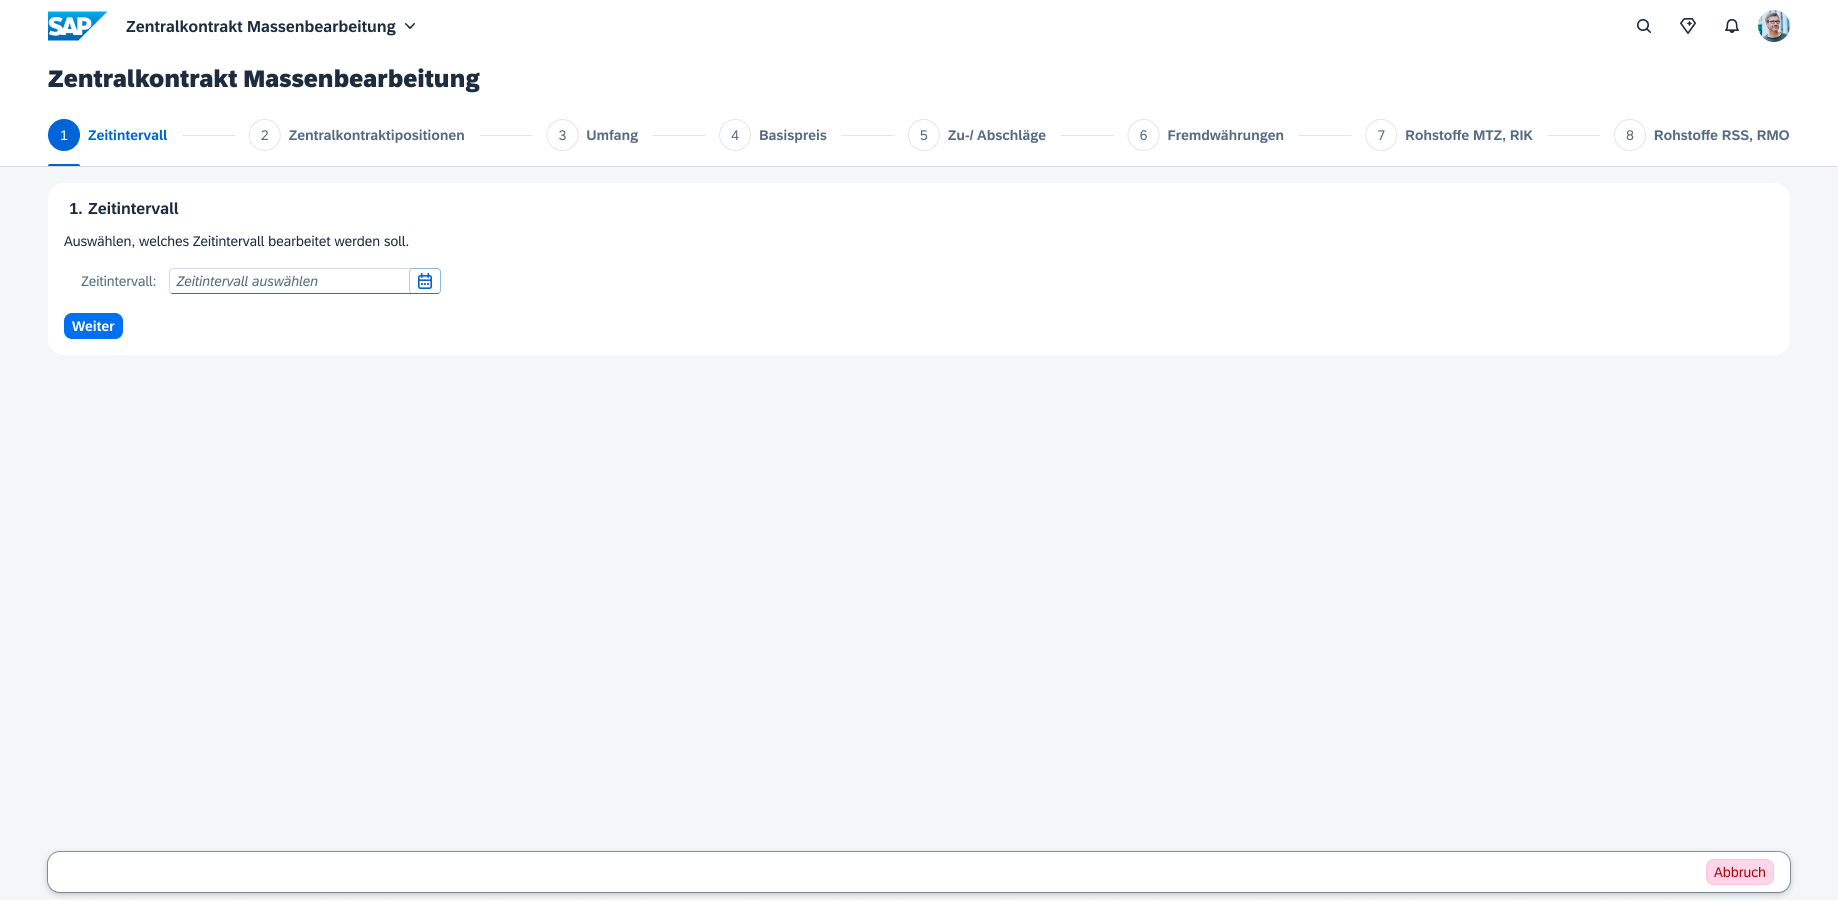 SAP Zentralkontrakt Massenbearbeitung
Zentralkontrakt Massenbearbeitung
1 Zeitintervall 2 Zentralkontraktipositionen 3 Umfang 4 Basispreis 5 Zu-/ Abschläge 6 Fremdwährungen 7 Rohstoffe MTZ, RIK 8 Rohstoffe RSS, RMO
1. Zeitintervall
Auswählen, welches Zeitintervall bearbeitet werden soll.
Zeitintervall: Zeitintervall auswählen
Weiter
Abbruch